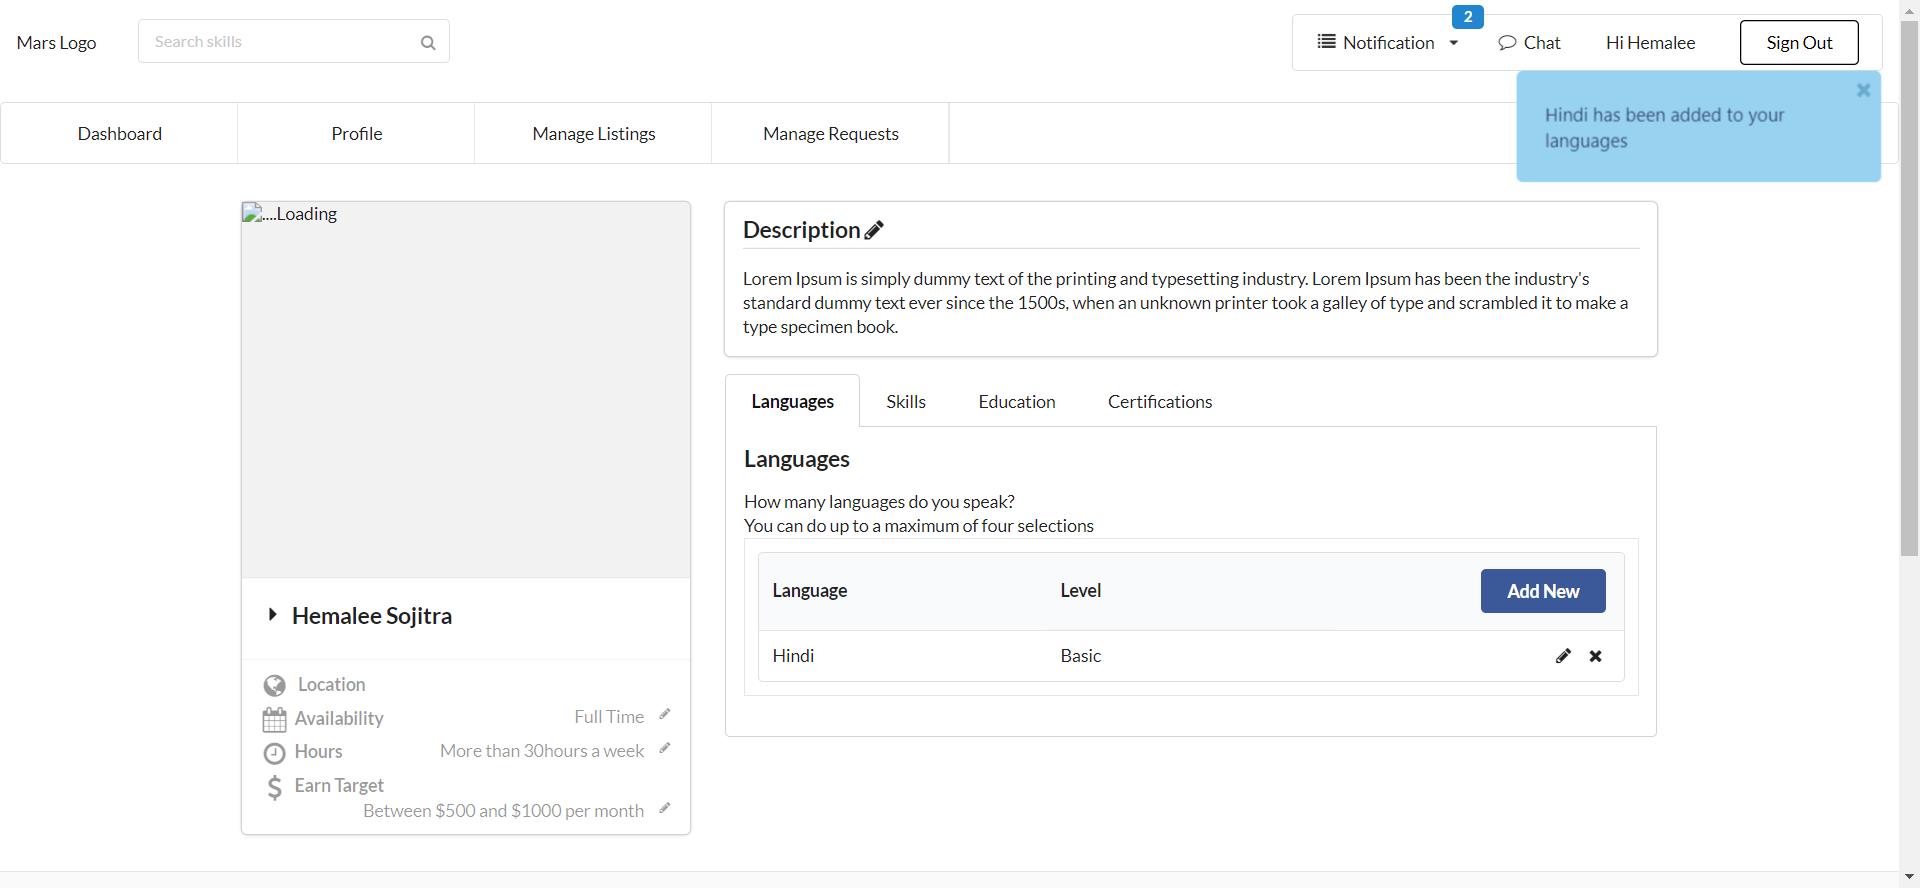 Mars Logo
Search skills
2
Notification
Chat
Hi Hemalee
Sign Out
Hindi has been added to your
languages
Dashboard
Profile
Manage Listings
Manage Requests
....Loading
Hemalee Sojitra
Location
Availability
Full Time
Hours
More than 30hours a week
Earn Target
Between $500 and $1000 per month
Description
Lorem Ipsum is simply dummy text of the printing and typesetting industry. Lorem Ipsum has been the industry's
standard dummy text ever since the 1500s, when an unknown printer took a galley of type and scrambled it to make a
type specimen book.
Languages
Skills
Education
Certifications
Languages
How many languages do you speak?
You can do up to a maximum of four selections
Language
Level
Add New
Hindi
Basic